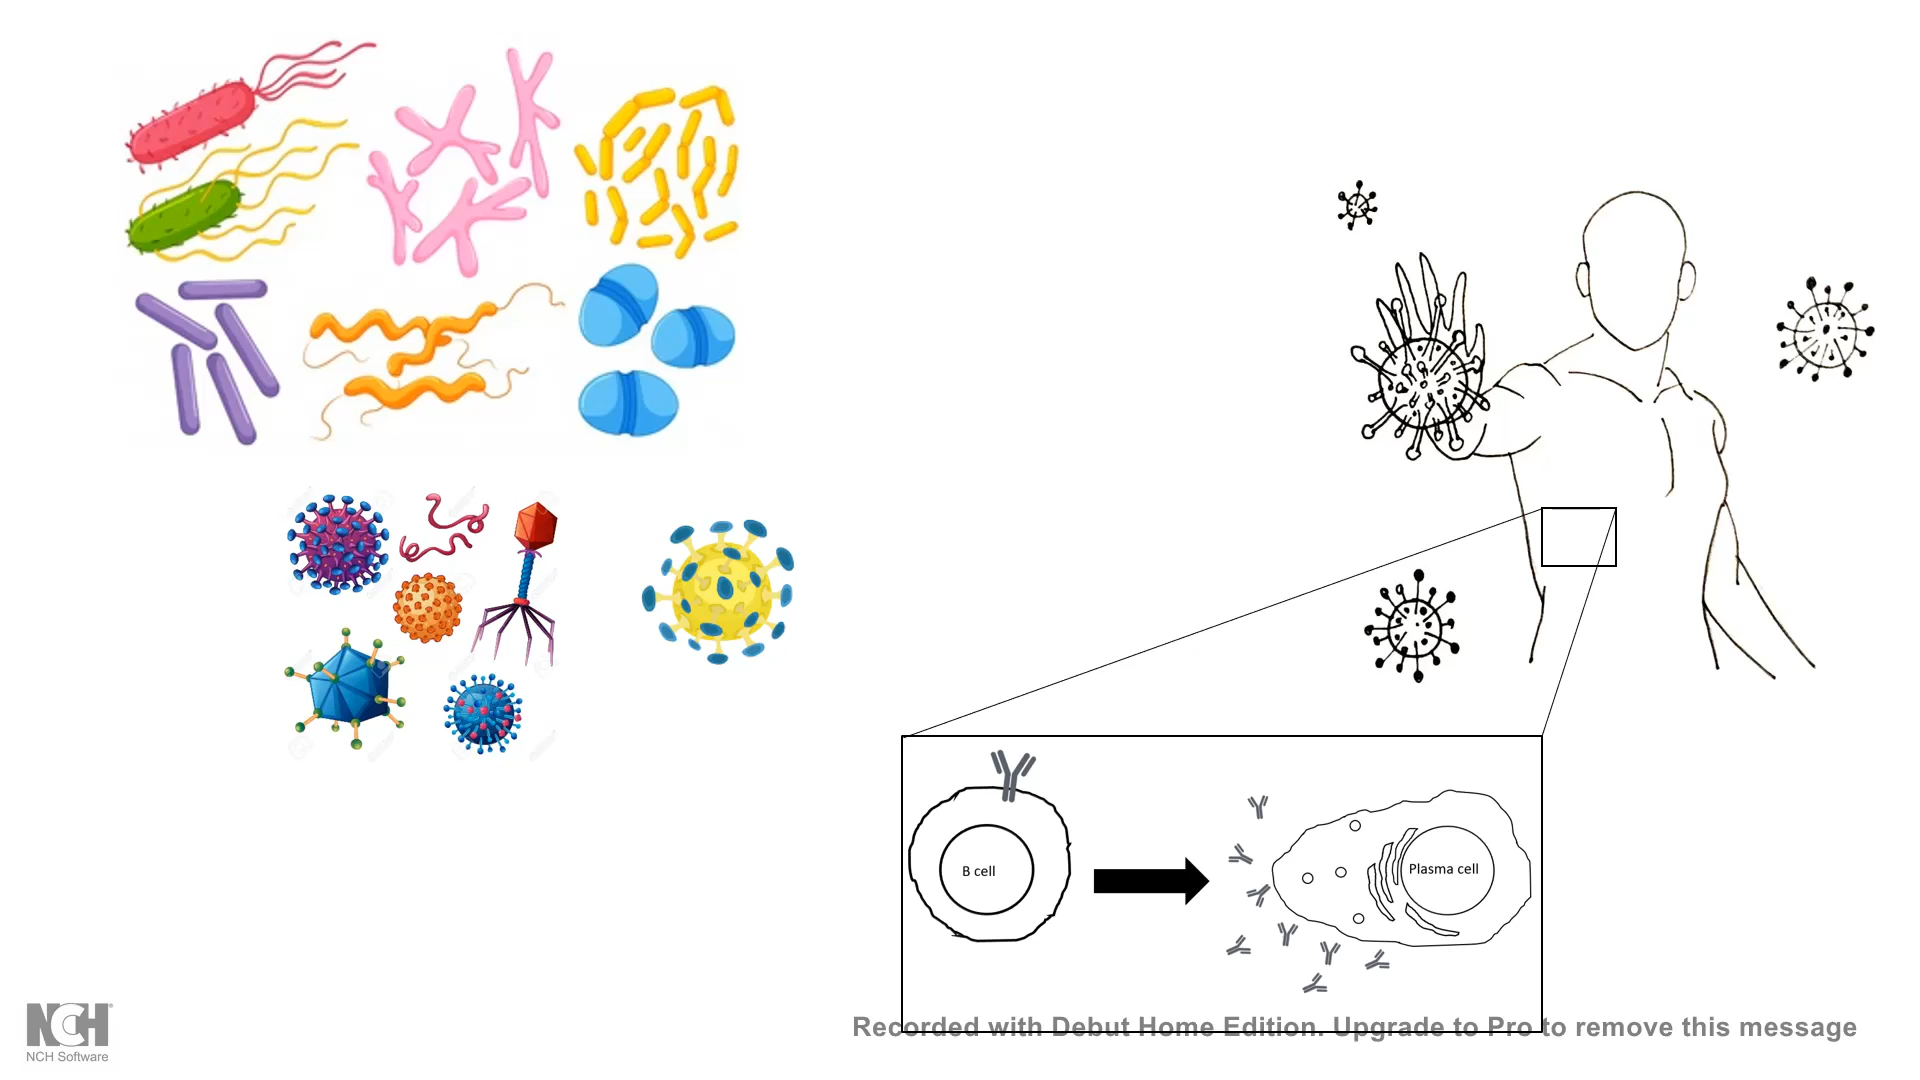 B cell
Plasma cell
NCH
NCH Software
Recorded with Debut Home Edition. Upgrade to Pro to remove this message